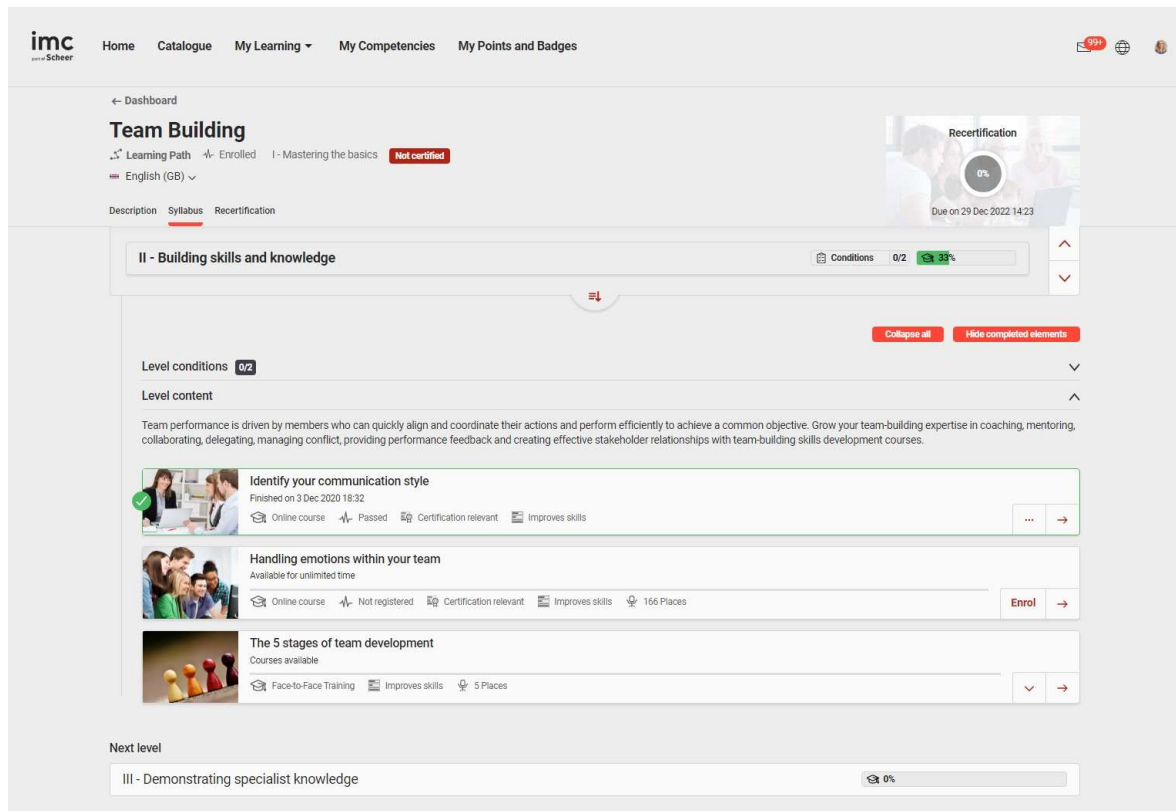 imc
part of Scheer
Home Catalogue My Learning My Competencies My Points and Badges
99+
← Dashboard
Team Building
Learning Path Enrolled I - Mastering the basics Not certified
English (GB)
Description Syllabus Recertification
Recertification
0%
Due on 29 Dec 2022 14:23
II - Building skills and knowledge
Conditions 0/2 33%
Collapse all Hide completed elements
Level conditions 0/2
Level content
Team performance is driven by members who can quickly align and coordinate their actions and perform efficiently to achieve a common objective. Grow your team-building expertise in coaching, mentoring,
collaborating, delegating, managing conflict, providing performance feedback and creating effective stakeholder relationships with team-building skills development courses.
Identify your communication style
Finished on 3 Dec 2020 18:32
Online course Passed Certification relevant Improves skills
... →
Handling emotions within your team
Available for unlimited time
Online course Not registered Certification relevant Improves skills 166 Places
Enrol →
The 5 stages of team development
Courses available
Face-to-Face Training Improves skills 5 Places
→
Next level
III - Demonstrating specialist knowledge
0%